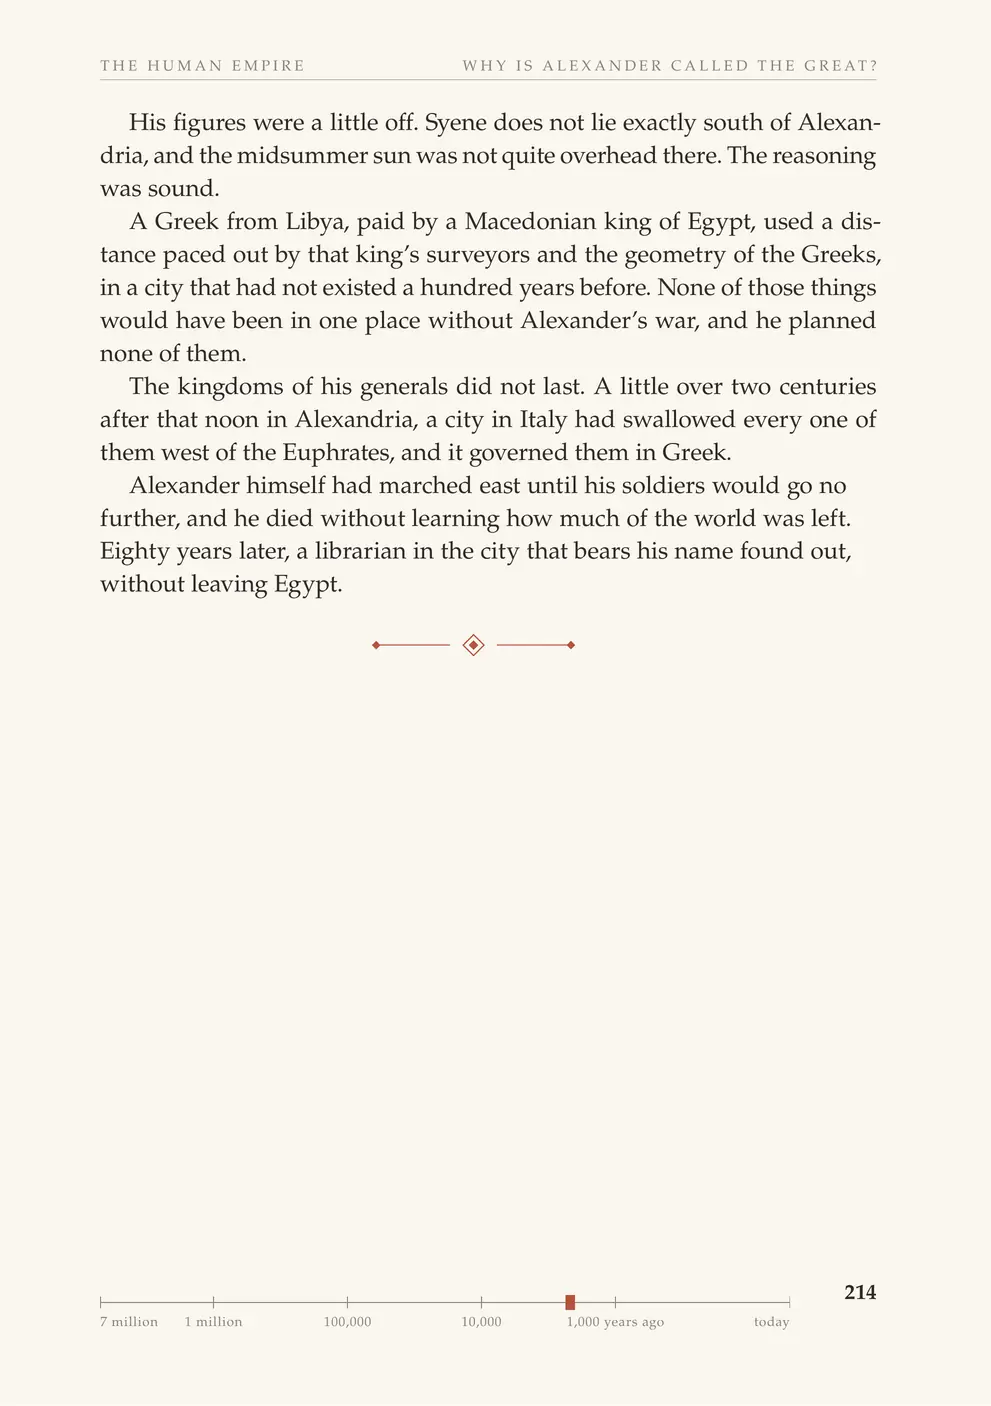 THE HUMAN EMPIRE
WHY IS ALEXANDER CALLED THE GREAT?
His figures were a little off. Syene does not lie exactly south of Alexan-
dria, and the midsummer sun was not quite overhead there. The reasoning
was sound.
A Greek from Libya, paid by a Macedonian king of Egypt, used a dis-
tance paced out by that king’s surveyors and the geometry of the Greeks,
in a city that had not existed a hundred years before. None of those things
would have been in one place without Alexander’s war, and he planned
none of them.
The kingdoms of his generals did not last. A little over two centuries
after that noon in Alexandria, a city in Italy had swallowed every one of
them west of the Euphrates, and it governed them in Greek.
Alexander himself had marched east until his soldiers would go no
further, and he died without learning how much of the world was left.
Eighty years later, a librarian in the city that bears his name found out,
without leaving Egypt.
214
7 million 1 million 100,000 10,000 1,000 years ago today